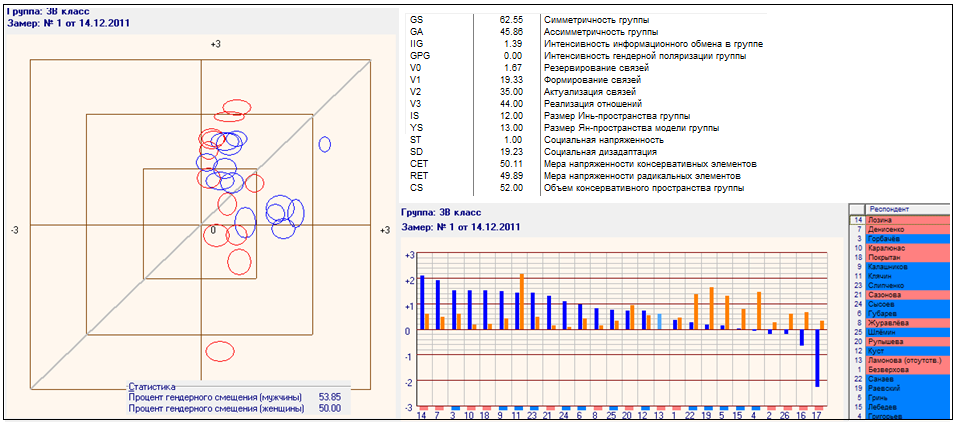 Группа: 3В класс
Замер: № 1 от 14.12.2011
+3
-3
0
+3
Статистика
Процент гендерного смещения (мужчины) 53.85
Процент гендерного смещения (женщины) 50.00
GS 62.55 Симметричность группы
GA 45.86 Ассимметричность группы
IIG 1.39 Интенсивность информационного обмена в группе
GPG 0.00 Интенсивность гендерной поляризации группы
V0 1.67 Резервирование связей
V1 19.33 Формирование связей
V2 35.00 Актуализация связей
V3 44.00 Реализация отношений
IS 12.00 Размер Инь-пространства группы
YS 13.00 Размер Ян-пространства модели группы
ST 1.00 Социальная напряженность
SD 19.23 Социальная дизадаптация
CET 50.11 Мера напряженности консервативных элементов
RET 49.89 Мера напряженности радикальных элементов
CS 52.00 Объем консервативного пространства группы
Группа: 3В класс
Замер: № 1 от 14.12.2011
+3
+2
+1
0
-1
-2
-3
14 7 3 10 18 9 11 23 21 24 6 8 25 20 12 13 1 22 19 5 15 4 2 26 16 17
Респондент
14 Лозина
7 Денисенко
3 Горбачёв
10 Каралюнас
18 Покрытан
9 Калашников
11 Клячин
23 Слипченко
21 Сазонова
24 Сысоев
6 Губарев
8 Журавлёва
25 Шлёмин
20 Рупышева
12 Куст
13 Ламонова (отсутств.)
1 Безверхова
22 Санаев
19 Раевский
5 Гринь
15 Лебедев
4 Григорьев